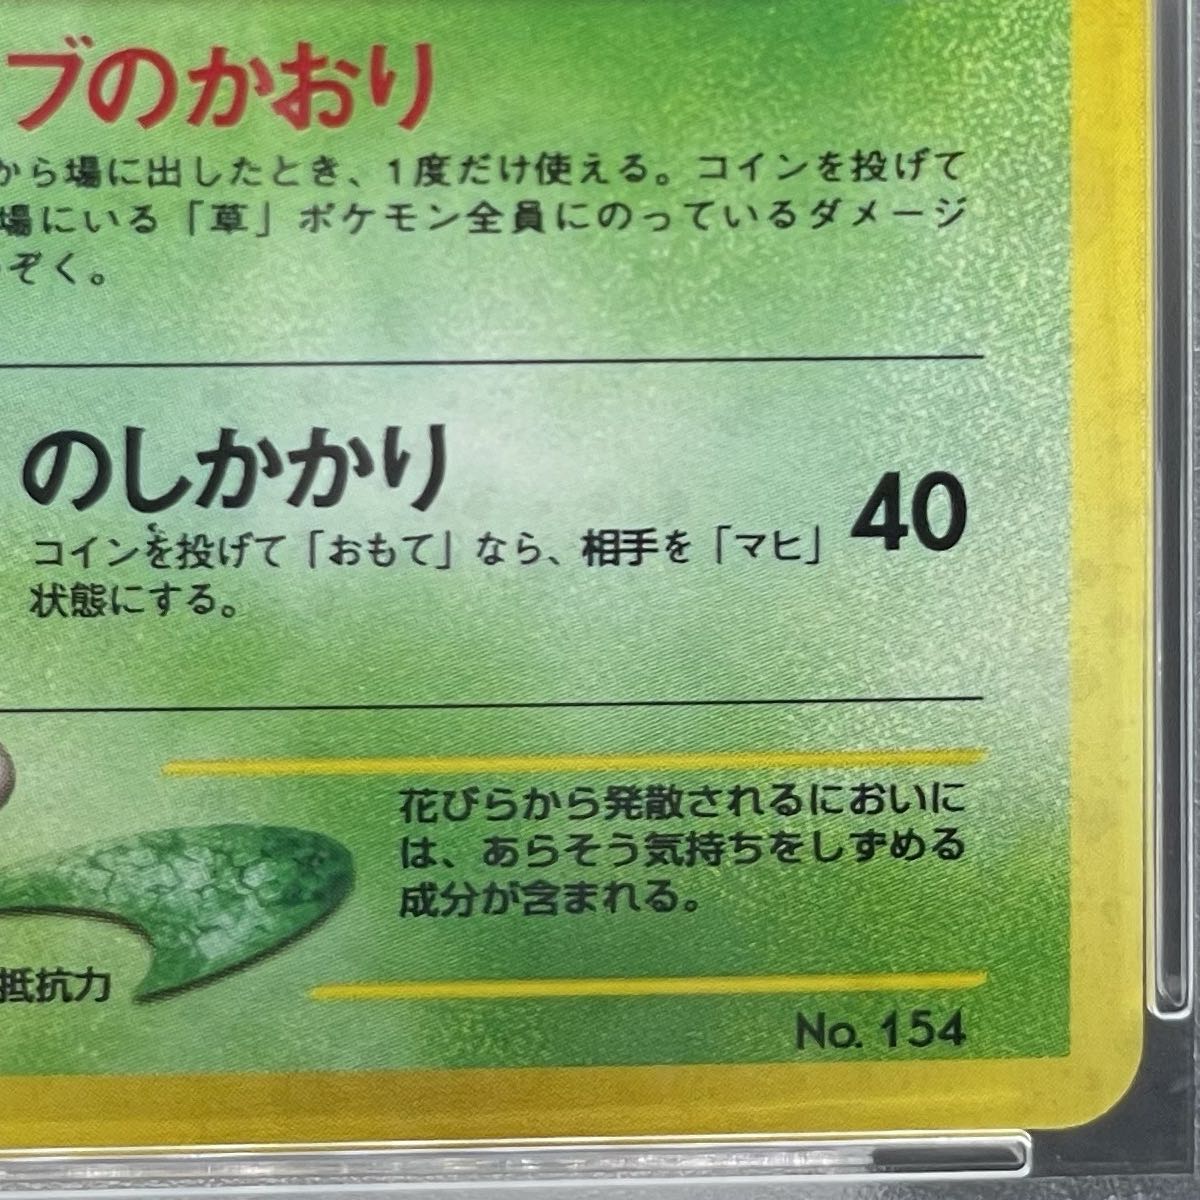 ブのかおり
から場に出したとき、1度だけ使える。コインを投げて
場にいる「草」ポケモン全員にのっているダメージ
ぞく。
のしかかり
40
コインを投げて「おもて」なら、相手を「マヒ」
状態にする。
花びらから発散されるにおいに
は、あらそう気持ちをしずめる
成分が含まれる。
抵抗力
No. 154